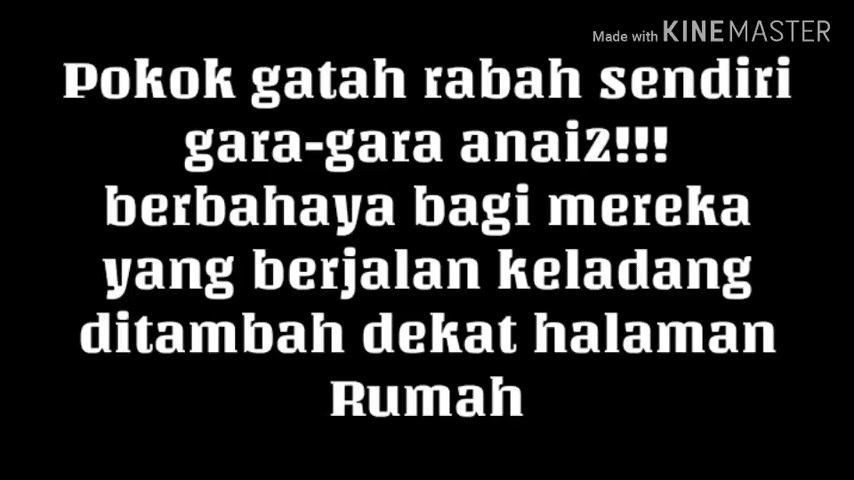 Made with KINEMASTER
Pokok gatah rabah sendiri
gara-gara anaiz!!!
berbahaya bagi mereka
yang berjalan keladang
ditambah dekat halaman
Rumah